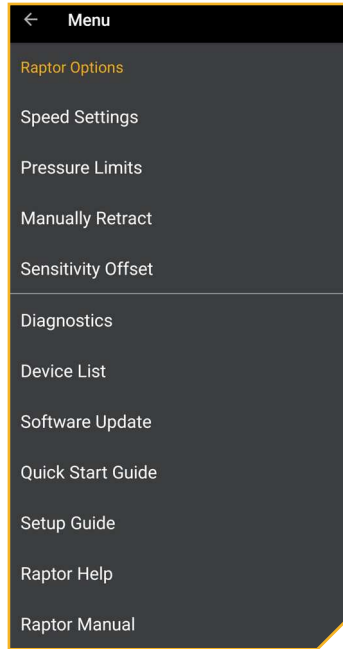 Menu
Raptor Options
Speed Settings
Pressure Limits
Manually Retract
Sensitivity Offset
Diagnostics
Device List
Software Update
Quick Start Guide
Setup Guide
Raptor Help
Raptor Manual